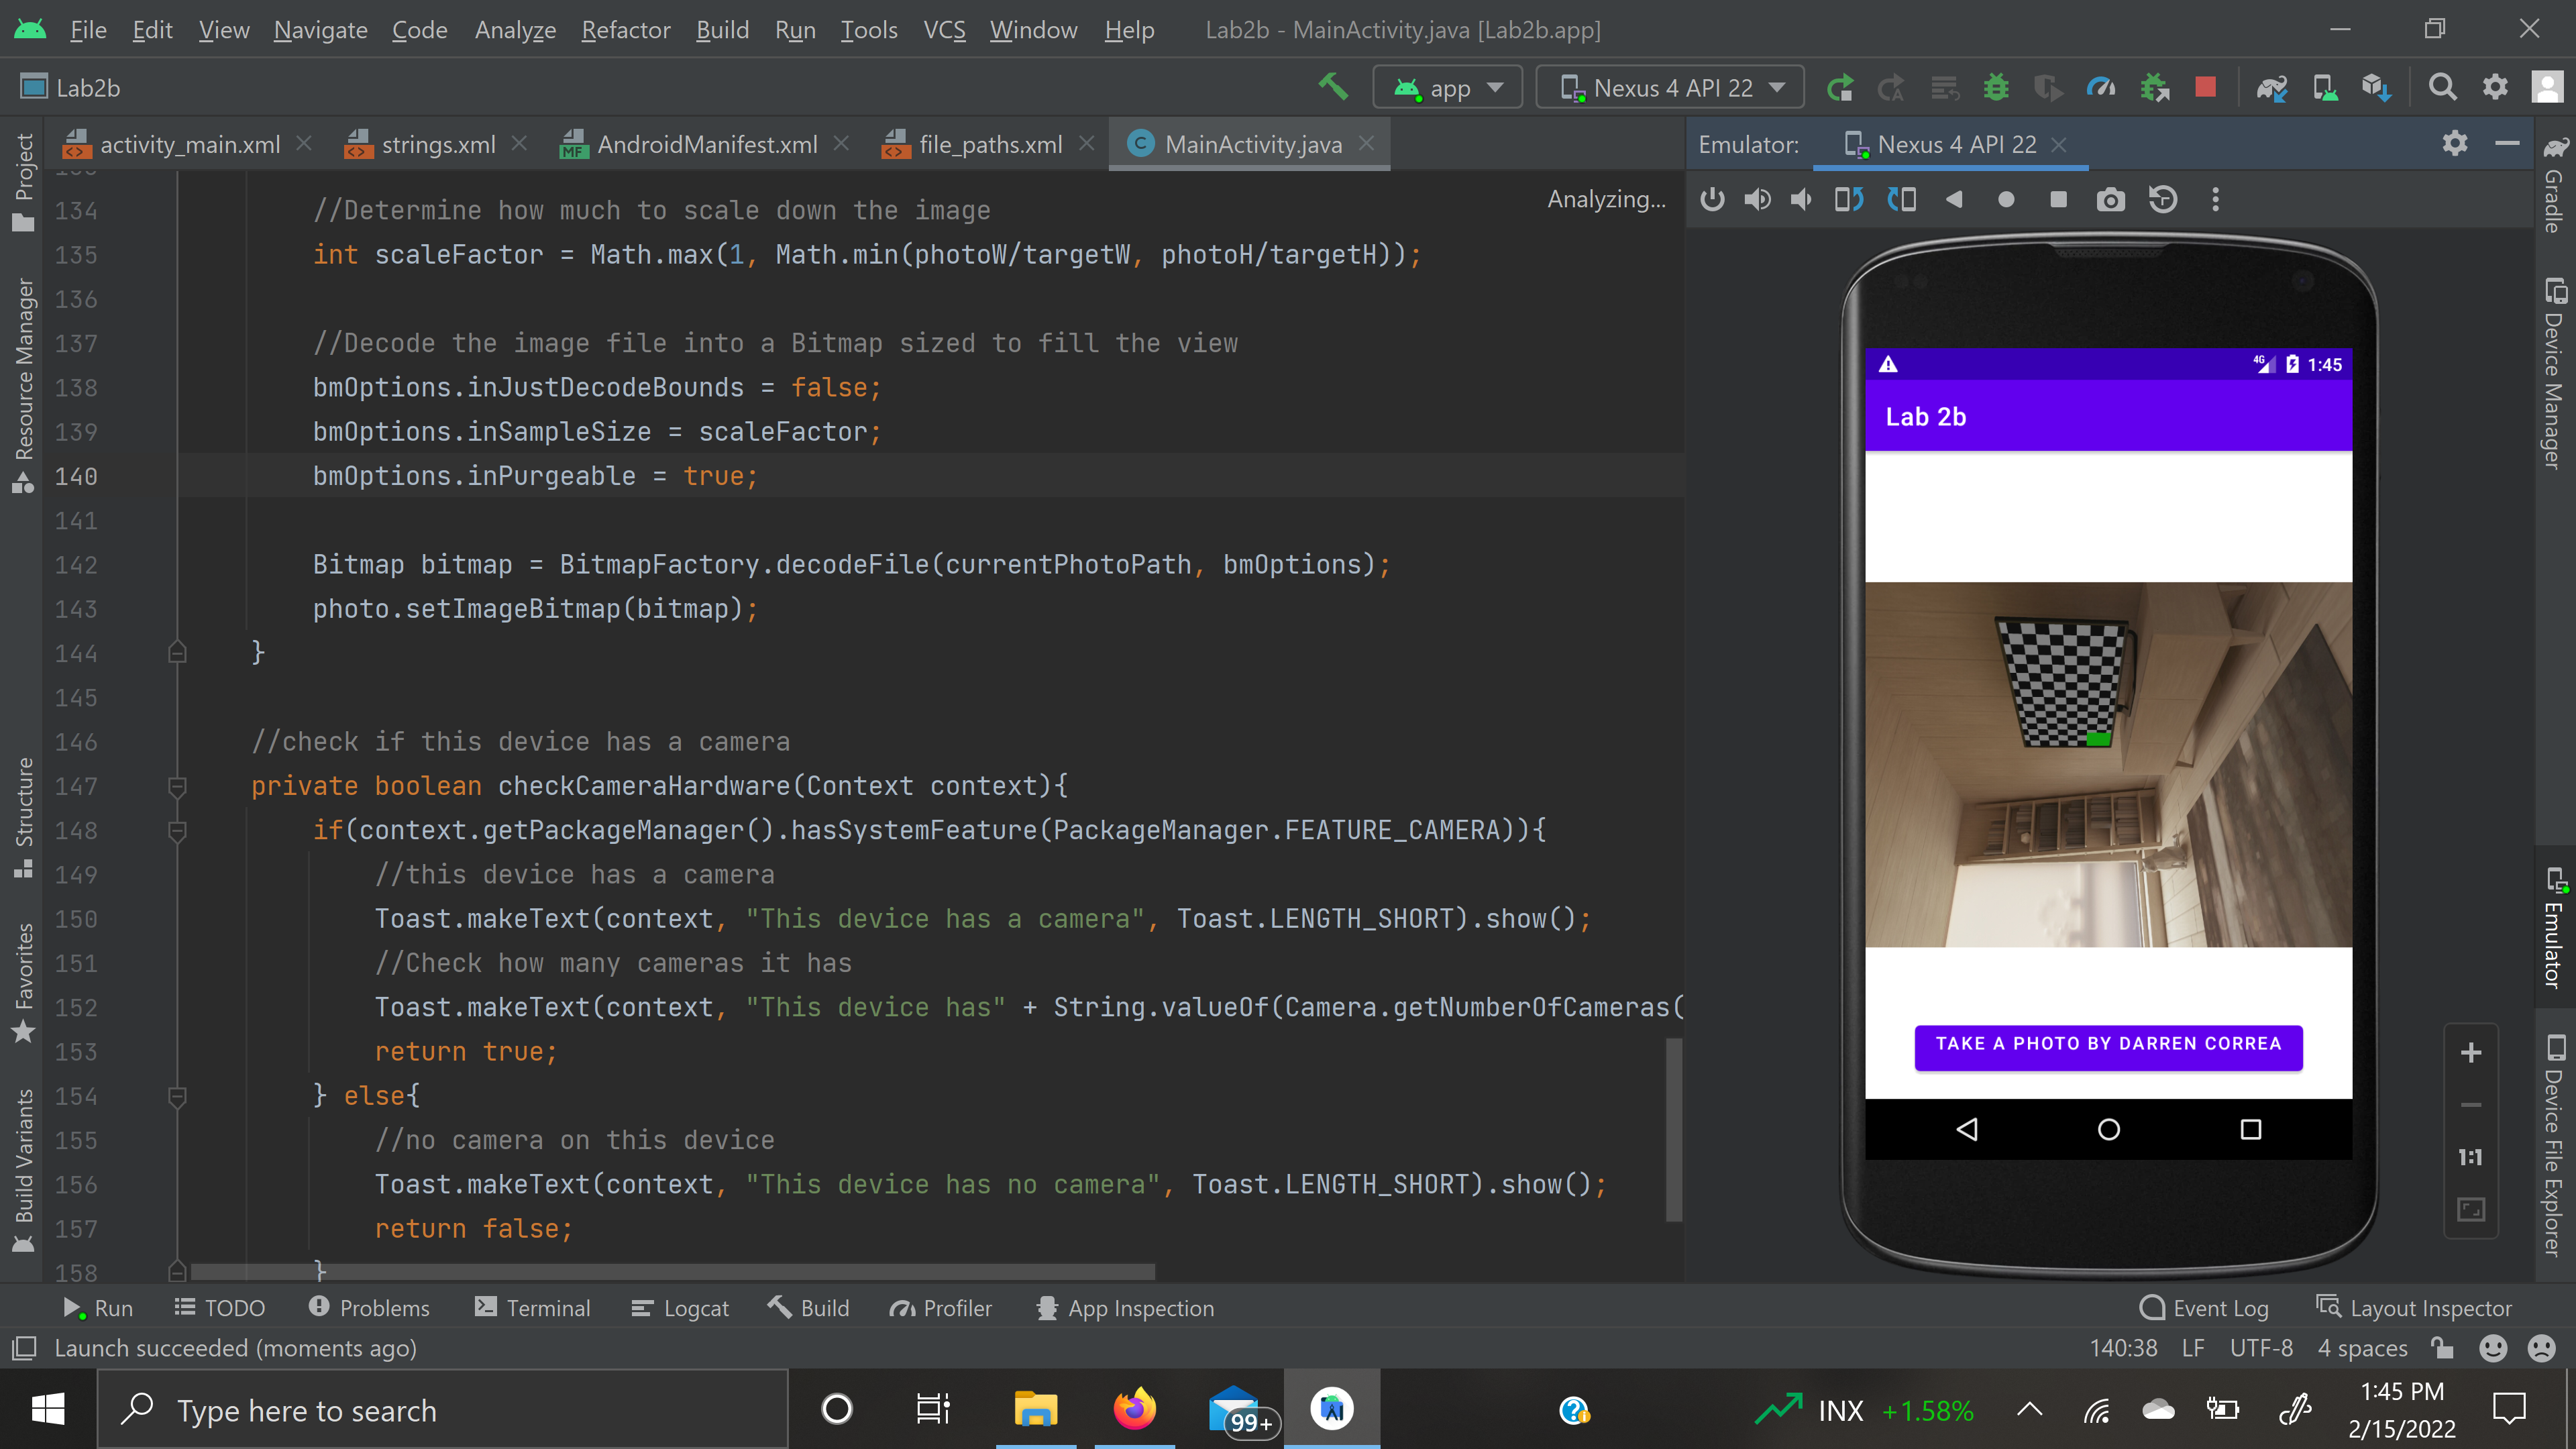 File Edit View Navigate Code Analyze Refactor Build Run Tools VCS Window Help Lab2b - MainActivity.java [Lab2b.app]
Lab2b app Nexus 4 API 22
activity_main.xml strings.xml AndroidManifest.xml file_paths.xml MainActivity.java
Emulator: Nexus 4 API 22
Analyzing...
134 //Determine how much to scale down the image
135 int scaleFactor = Math.max(1, Math.min(photoW/targetW, photoH/targetH));
136
137 //Decode the image file into a Bitmap sized to fill the view
138 bmOptions.inJustDecodeBounds = false;
139 bmOptions.inSampleSize = scaleFactor;
140 bmOptions.inPurgeable = true;
141
142 Bitmap bitmap = BitmapFactory.decodeFile(currentPhotoPath, bmOptions);
143 photo.setImageBitmap(bitmap);
144 }
145
146 //check if this device has a camera
147 private boolean checkCameraHardware(Context context){
148 if(context.getPackageManager().hasSystemFeature(PackageManager.FEATURE_CAMERA)){
149 //this device has a camera
150 Toast.makeText(context, "This device has a camera", Toast.LENGTH_SHORT).show();
151 //Check how many cameras it has
152 Toast.makeText(context, "This device has" + String.valueOf(Camera.getNumberOfCameras(
153 return true;
154 } else{
155 //no camera on this device
156 Toast.makeText(context, "This device has no camera", Toast.LENGTH_SHORT).show();
157 return false;
158 }
Project
Resource Manager
Structure
Favorites
Build Variants
4G 1:45
Lab 2b
TAKE A PHOTO BY DARREN CORREA
1:1
Gradle
Device Manager
Emulator
Device File Explorer
Run TODO Problems Terminal Logcat Build Profiler App Inspection Event Log Layout Inspector
Launch succeeded (moments ago) 140:38 LF UTF-8 4 spaces
Type here to search 99+ INX +1.58% 1:45 PM
2/15/2022